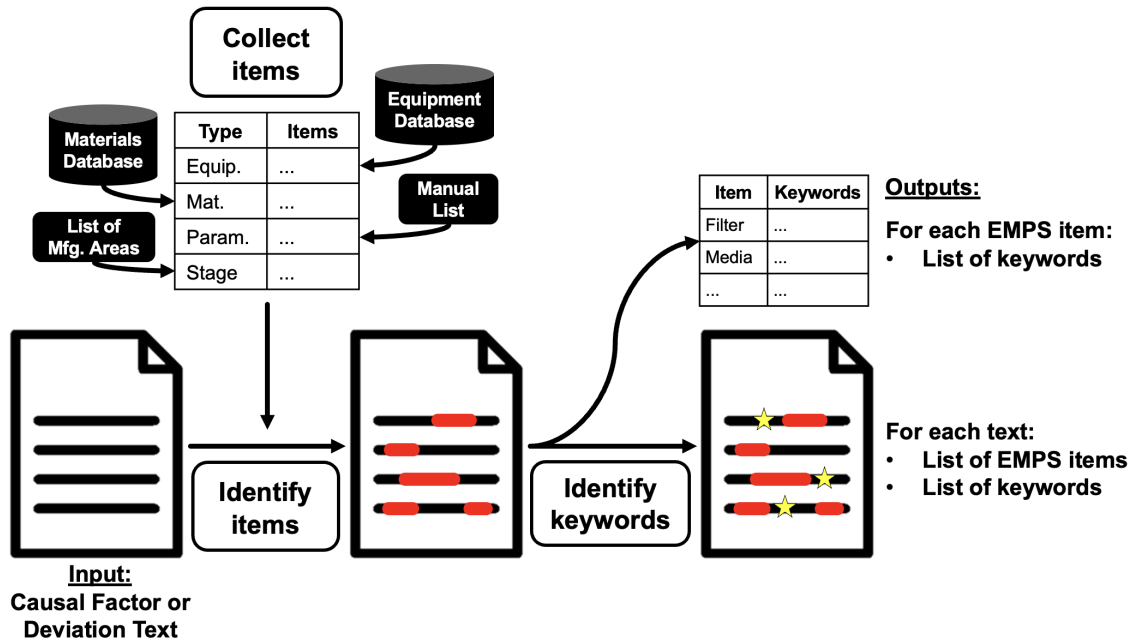 Collect
items
Materials
Database
Equipment
Database
Type Items
Equip. ...
Mat. ...
Param. ...
Stage ...
List of
Mfg. Areas
Manual
List
Item Keywords
Filter ...
Media ...
... ...
Outputs:
For each EMPS item:
• List of keywords
Identify
items
Identify
keywords
For each text:
• List of EMPS items
• List of keywords
Input:
Causal Factor or
Deviation Text